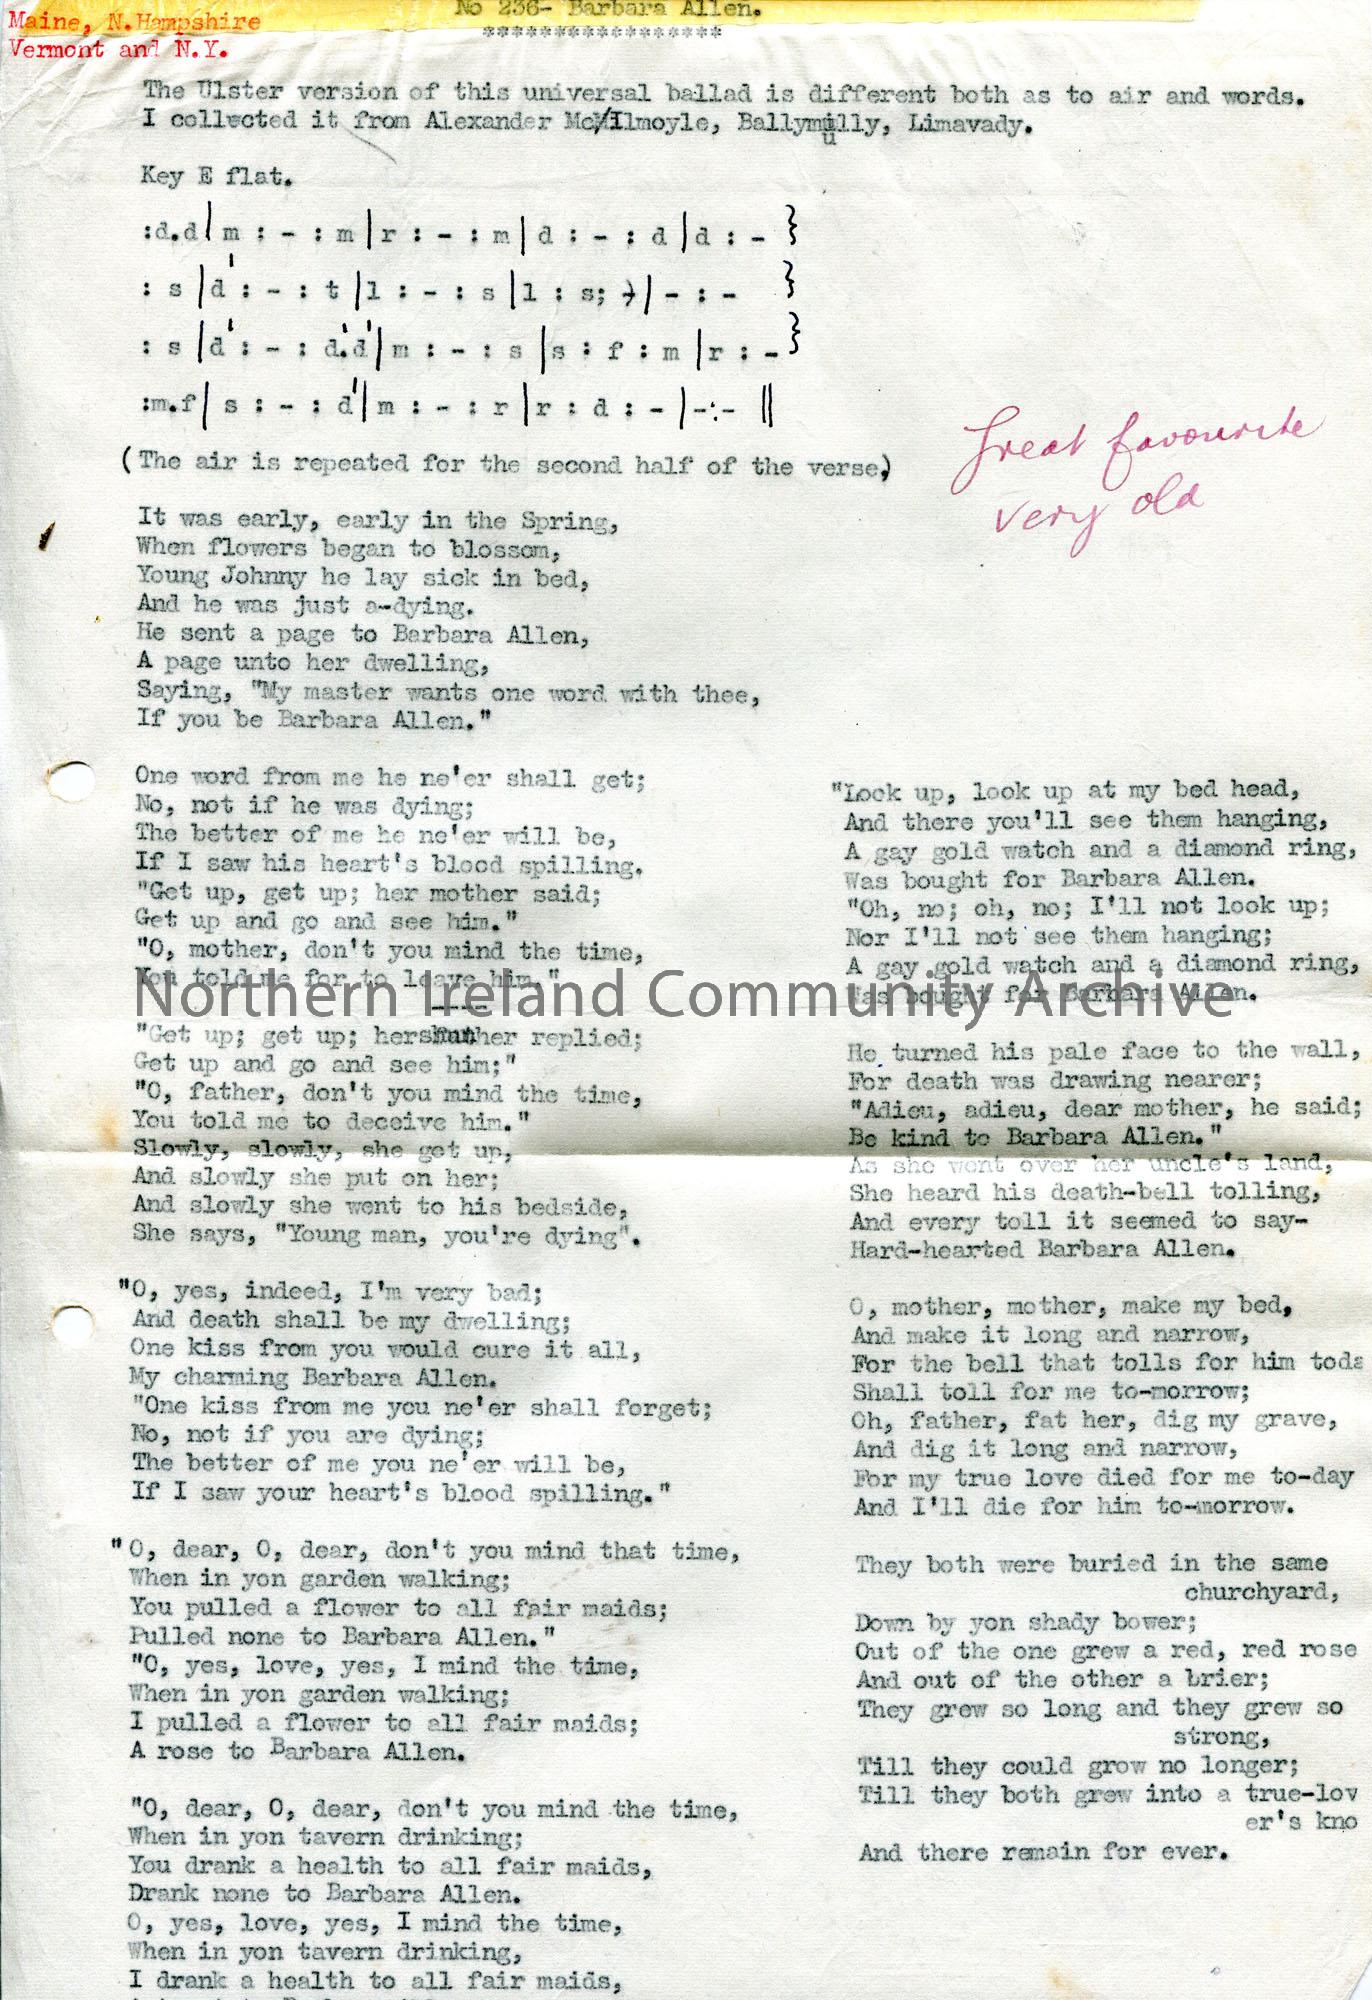 Maine, N.Hampshire
Vermont and N.Y.
No 236- Barbara Allen.
*****************
The Ulster version of this universal ballad is different both as to air and words.
I collected it from Alexander McIlmoyle, Ballymully, Limavady.
Key E flat.
:d.d| m : - : m|r : - : m| d : - : d |d : - }
: s |d' : - : t |l : - : s |l : s; -)| - : - }
: s |d' : - : d'.d'|m : - : s |s : f : m |r : - }
:m.f| s : - : d'|m : - : r|r : d : - |-:- ||
(The air is repeated for the second half of the verse)
Great favourite
very old
It was early, early in the Spring,
When flowers began to blossom,
Young Johnny he lay sick in bed,
And he was just a-dying.
He sent a page to Barbara Allen,
A page unto her dwelling,
Saying, "My master wants one word with thee,
If you be Barbara Allen."
One word from me he ne'er shall get;
No, not if he was dying;
The better of me he ne'er will be,
If I saw his heart's blood spilling.
"Get up, get up; her mother said;
Get up and go and see him."
"O, mother, don't you mind the time,
You told me for to leave him."
"Get up; get up; her father replied;
Get up and go and see him;"
"O, father, don't you mind the time,
You told me to deceive him."
Slowly, slowly, she got up,
And slowly she put on her;
And slowly she went to his bedside,
She says, "Young man, you're dying".
"O, yes, indeed, I'm very bad;
And death shall be my dwelling;
One kiss from you would cure it all,
My charming Barbara Allen.
"One kiss from me you ne'er shall forget;
No, not if you are dying;
The better of me you ne'er will be,
If I saw your heart's blood spilling."
"O, dear, O, dear, don't you mind that time,
When in yon garden walking;
You pulled a flower to all fair maids;
Pulled none to Barbara Allen."
"O, yes, love, yes, I mind the time,
When in yon garden walking;
I pulled a flower to all fair maids;
A rose to Barbara Allen.
"O, dear, O, dear, don't you mind the time,
When in yon tavern drinking;
You drank a health to all fair maids,
Drank none to Barbara Allen.
O, yes, love, yes, I mind the time,
When in yon tavern drinking,
I drank a health to all fair maids,
"Look up, look up at my bed head,
And there you'll see them hanging,
A gay gold watch and a diamond ring,
Was bought for Barbara Allen.
"Oh, no; oh, no; I'll not look up;
Nor I'll not see them hanging;
A gay gold watch and a diamond ring,
Was bought for Barbara Allen.
He turned his pale face to the wall,
For death was drawing nearer;
"Adieu, adieu, dear mother, he said;
Be kind to Barbara Allen."
As she went over her uncle's land,
She heard his death-bell tolling,
And every toll it seemed to say-
Hard-hearted Barbara Allen.
O, mother, mother, make my bed,
And make it long and narrow,
For the bell that tolls for him toda
Shall toll for me to-morrow;
Oh, father, fat her, dig my grave,
And dig it long and narrow,
For my true love died for me to-day
And I'll die for him to-morrow.
They both were buried in the same
churchyard,
Down by yon shady bower;
Out of the one grew a red, red rose
And out of the other a brier;
They grew so long and they grew so
strong,
Till they could grow no longer;
Till they both grew into a true-lov
er's kno
And there remain for ever.
Northern Ireland Community Archive